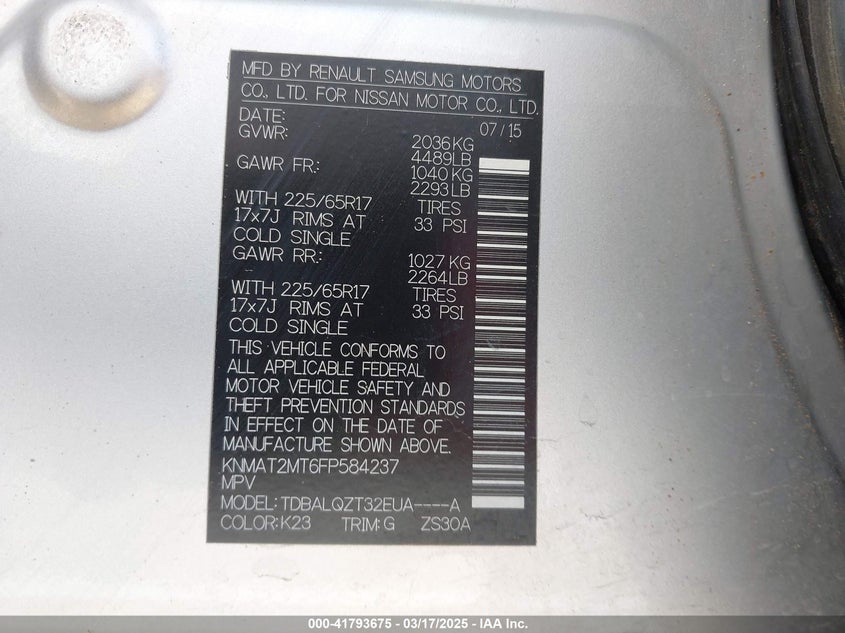 MFD BY RENAULT SAMSUNG MOTORS
CO., LTD. FOR NISSAN MOTOR CO., LTD.
DATE: 07/15
GVWR: 2036KG
4489LB
GAWR FR: 1040KG
2293LB
WITH 225/65R17 TIRES
17x7J RIMS AT 33 PSI
COLD SINGLE
GAWR RR: 1027KG
2264LB
WITH 225/65R17 TIRES
17x7J RIMS AT 33 PSI
COLD SINGLE
THIS VEHICLE CONFORMS TO
ALL APPLICABLE FEDERAL
MOTOR VEHICLE SAFETY AND
THEFT PREVENTION STANDARDS
IN EFFECT ON THE DATE OF
MANUFACTURE SHOWN ABOVE.
KNMAT2MT6FP584237
MPV
MODEL: TDBALQZT32EUA----A
COLOR: K23 TRIM: G ZS30A
000-41793675 - 03/17/2025 - IAA Inc.